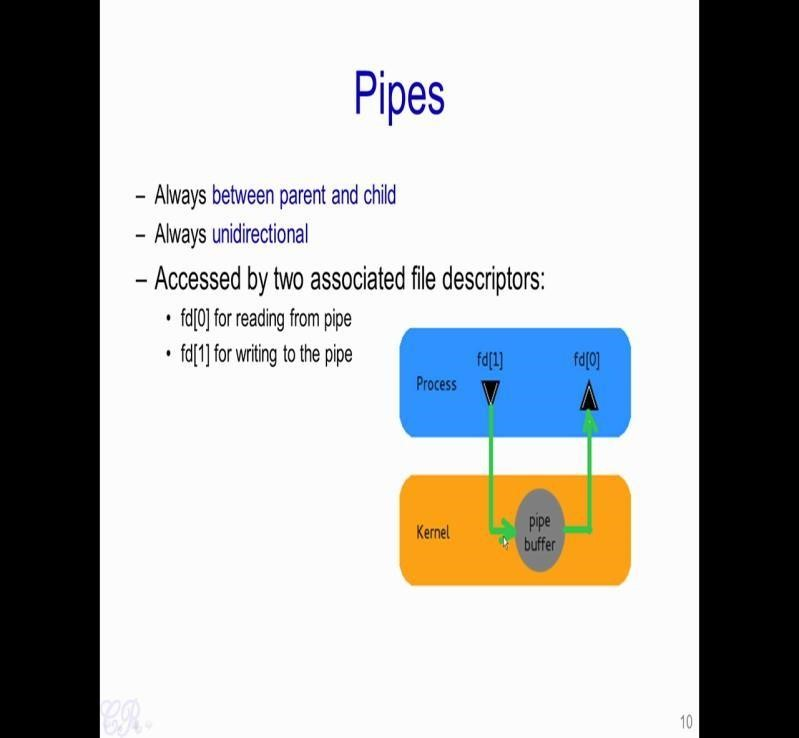 Pipes
– Always between parent and child
– Always unidirectional
– Accessed by two associated file descriptors:
• fd[0] for reading from pipe
• fd[1] for writing to the pipe
fd[1] fd[0]
Process
Kernel
pipe
buffer
10